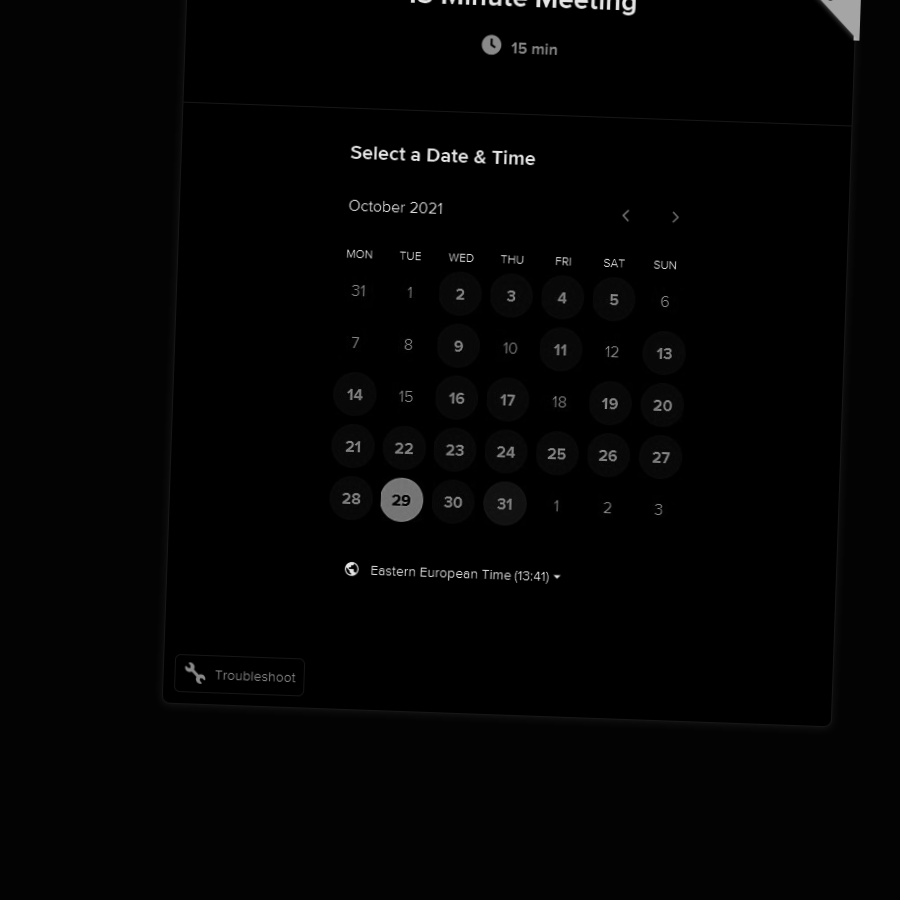 Minute Meeting
15 min
Select a Date & Time
October 2021
MON TUE WED THU FRI SAT SUN
31 1 2 3 4 5 6
7 8 9 10 11 12 13
14 15 16 17 18 19 20
21 22 23 24 25 26 27
28 29 30 31 1 2 3
Eastern European Time (13:41)
Troubleshoot